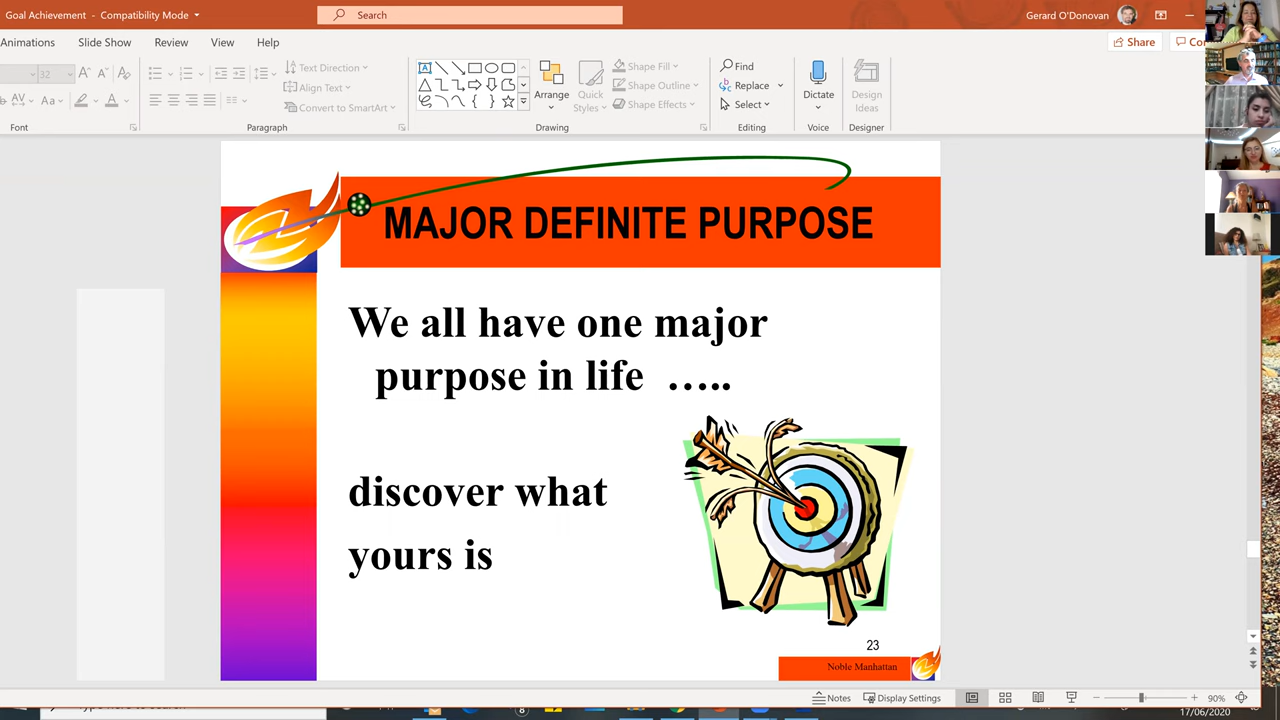 Goal Achievement - Compatibility Mode
Search
Gerard O'Donovan
Animations
Slide Show
Review
View
Help
Share
32
Aa
Text Direction
Align Text
Convert to SmartArt
Arrange
Quick
Styles
Shape Fill
Shape Outline
Shape Effects
Find
Replace
Select
Dictate
Design
Ideas
Font
Paragraph
Drawing
Editing
Voice
Designer
MAJOR DEFINITE PURPOSE
We all have one major
purpose in life …..
discover what
yours is
23
Noble Manhattan
Notes
Display Settings
90%
17/06/2020